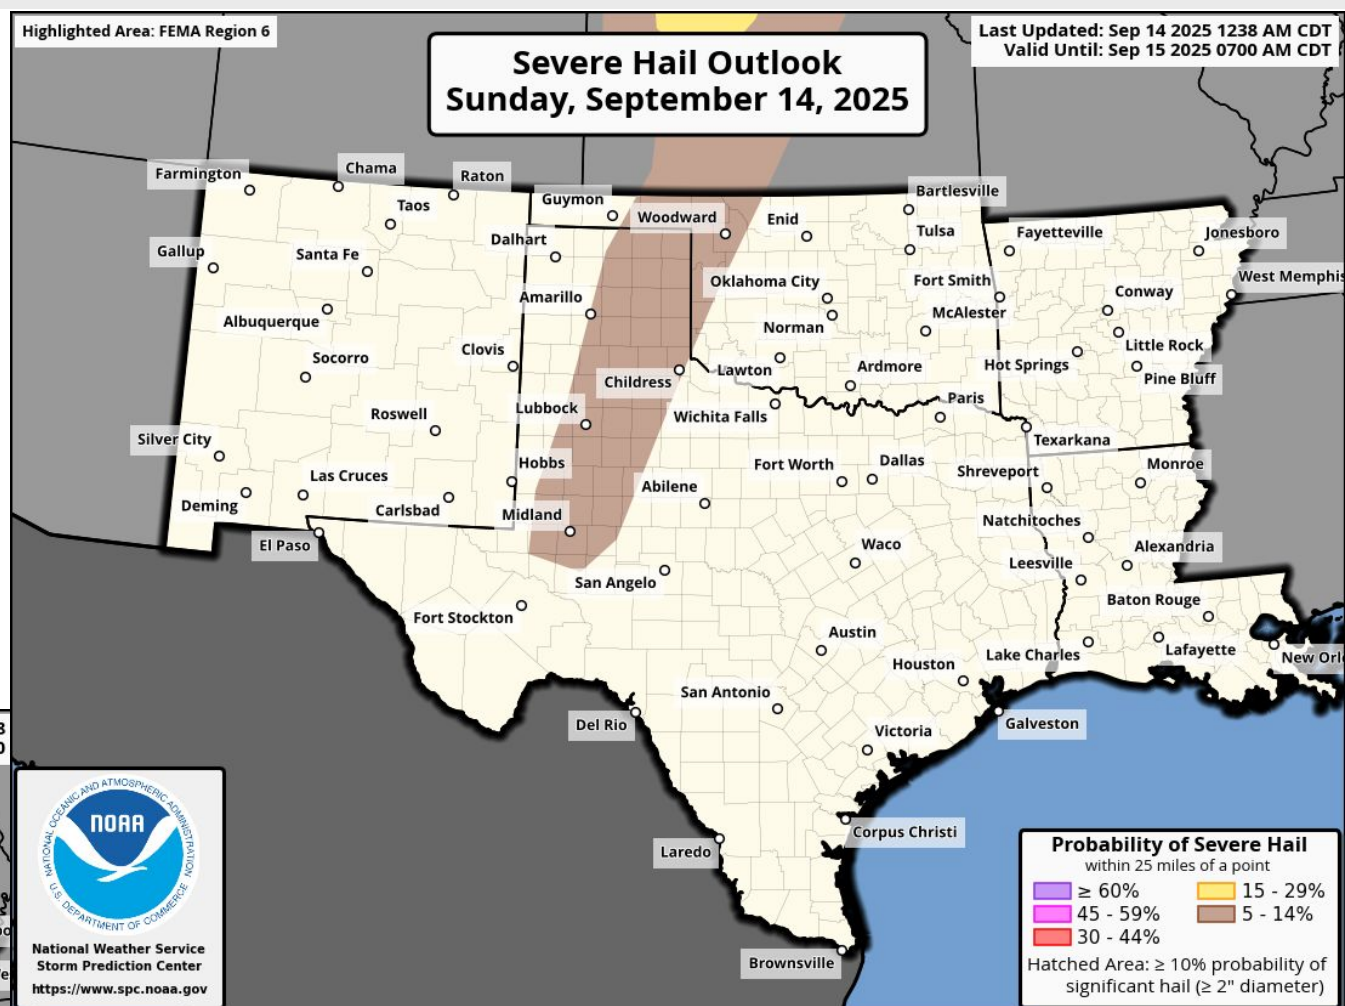 Highlighted Area: FEMA Region 6
Last Updated: Sep 14 2025 1238 AM CDT
Valid Until: Sep 15 2025 0700 AM CDT
Severe Hail Outlook
Sunday, September 14, 2025
Farmington
Chama
Raton
Taos
Guymon
Woodward
Enid
Bartlesville
Gallup
Santa Fe
Dalhart
Tulsa
Fayetteville
Jonesboro
Albuquerque
Amarillo
Oklahoma City
Fort Smith
Conway
West Memphis
Norman
McAlester
Socorro
Clovis
Childress
Lawton
Ardmore
Hot Springs
Little Rock
Pine Bluff
Roswell
Lubbock
Wichita Falls
Paris
Silver City
Texarkana
Las Cruces
Hobbs
Abilene
Fort Worth
Dallas
Shreveport
Monroe
Deming
Carlsbad
Midland
Natchitoches
El Paso
San Angelo
Waco
Leesville
Alexandria
Fort Stockton
Baton Rouge
Austin
Houston
Lake Charles
Lafayette
New Orl
San Antonio
Del Rio
Victoria
Galveston
Laredo
Corpus Christi
Brownsville
NATIONAL OCEANIC AND ATMOSPHERIC ADMINISTRATION
NOAA
U.S. DEPARTMENT OF COMMERCE
National Weather Service
Storm Prediction Center
https://www.spc.noaa.gov
Probability of Severe Hail
within 25 miles of a point
≥ 60%
15 - 29%
45 - 59%
5 - 14%
30 - 44%
Hatched Area: ≥ 10% probability of
significant hail (≥ 2" diameter)